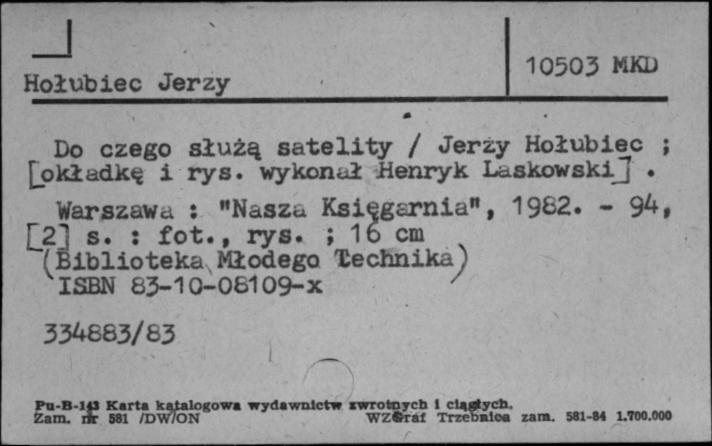 10503 MKD
Hołubiec Jerzy
Do czego służą satelity / Jerzy Hołubiec ;
[okładkę i rys. wykonał Henryk Laskowski] .
Warszawa : "Nasza Księgarnia", 1982. - 94,
[2] s. : fot., rys. ; 16 cm
(Biblioteka Młodego Technika)
ISBN 83-10-08109-x
334883/83
Pu-B-143 Karta katalogowa wydawnictw zwrotnych i ciągłych.
Zam. nr 581 /DW/ON WZGraf Trzebnica zam. 581-84 1.700.000